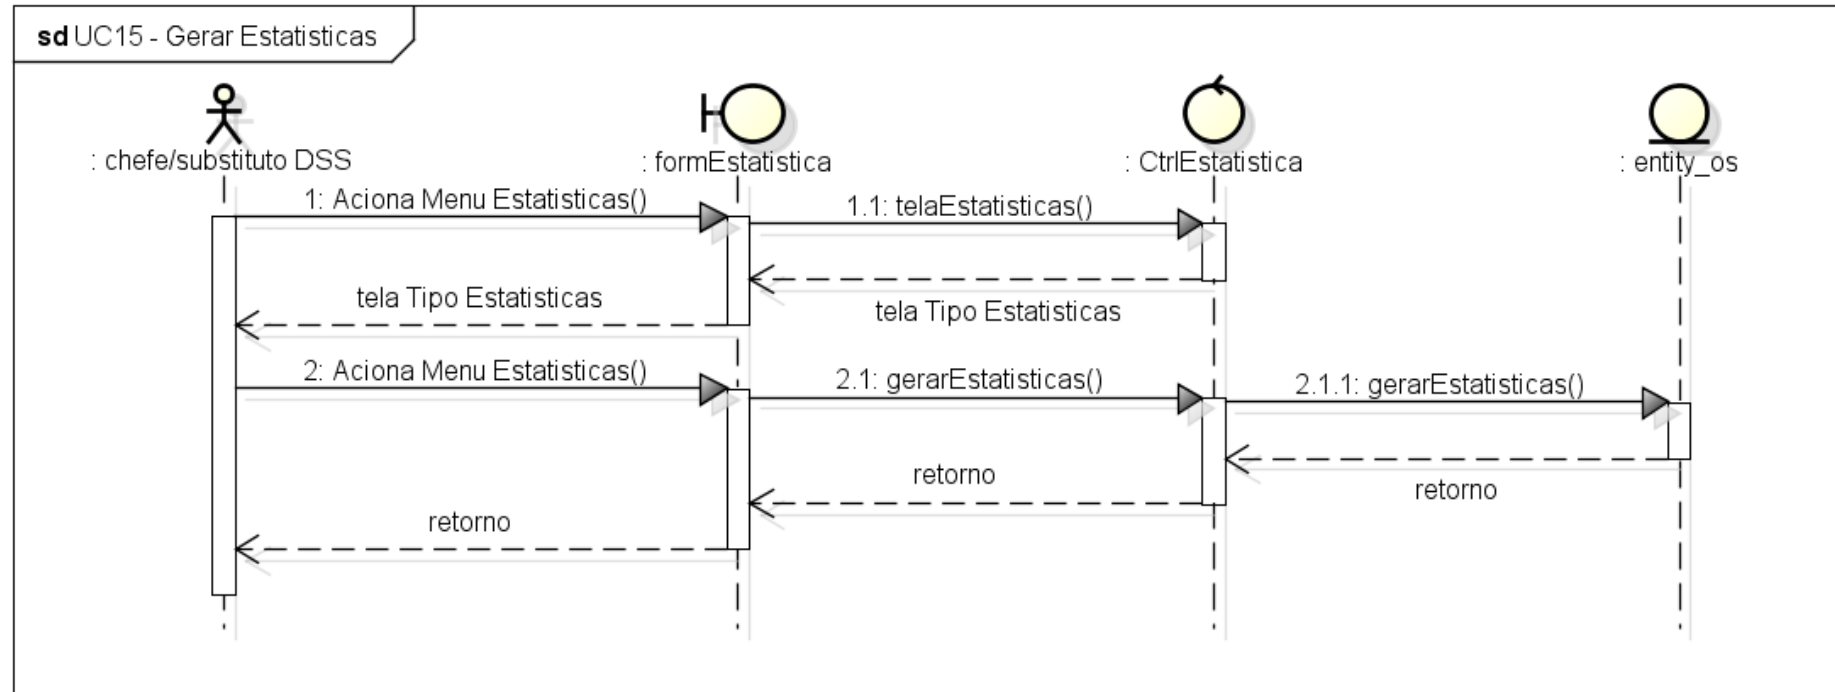 sd UC15 - Gerar Estatisticas
: chefe/substituto DSS
: formEstatistica
: CtrlEstatistica
: entity_os
1: Aciona Menu Estatisticas()
1.1: telaEstatisticas()
tela Tipo Estatisticas
tela Tipo Estatisticas
2: Aciona Menu Estatisticas()
2.1: gerarEstatisticas()
2.1.1: gerarEstatisticas()
retorno
retorno
retorno